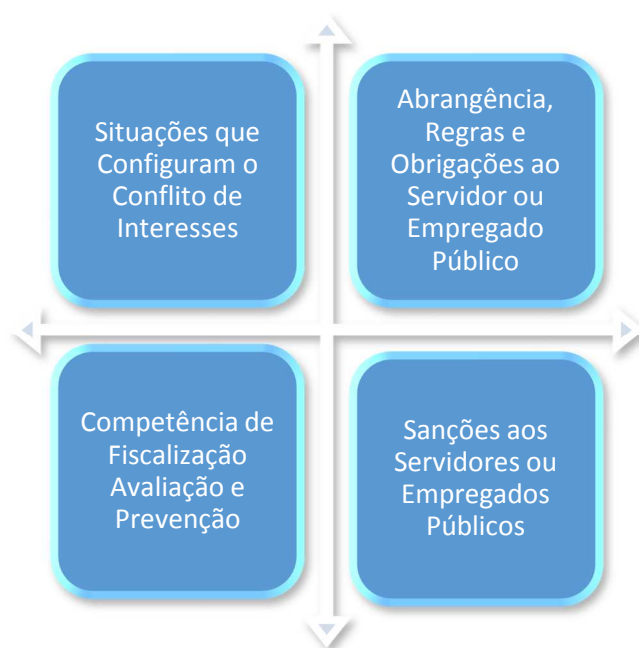 Situações que
Configuram o
Conflito de
Interesses
Abrangência,
Regras e
Obrigações ao
Servidor ou
Empregado
Público
Competência de
Fiscalização
Avaliação e
Prevenção
Sanções aos
Servidores ou
Empregados
Públicos